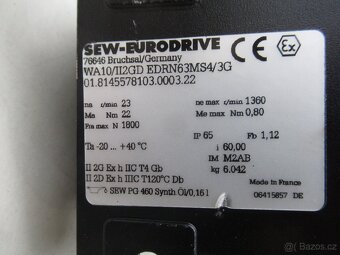 SEW-EURODRIVE
76646 Bruchsal/Germany
WA10/II2GD EDRN63MS4/3G
01.8145578103.0003.22
na r/min 23 ne max r/min 1360
Ma Nm 22 Me max Nm 0,80
Fra max N 1800
IP 65 Fb 1,12
Ta -20 ... +40°C i 60,00
IM M2AB
II 2G Ex h IIC T4 Gb kg 6.042
II 2D Ex h IIIC T120°C Db
SEW PG 460 Synth Öl/0,16 l
Made in France
06415857 DE
Bazos.cz